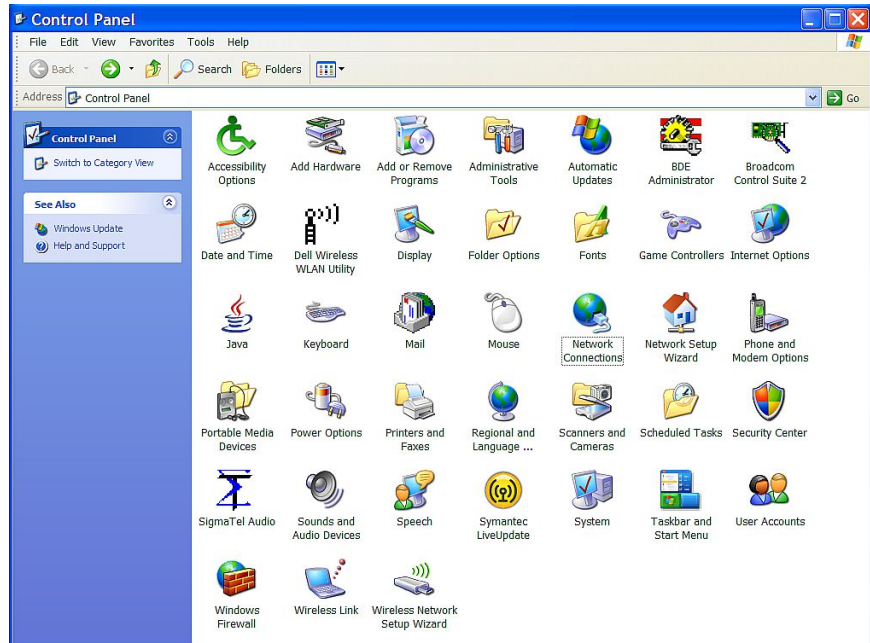 Control Panel
File Edit View Favorites Tools Help
Back Search Folders
Address Control Panel Go
Control Panel
Switch to Category View
See Also
Windows Update
Help and Support
Accessibility
Options
Add Hardware
Add or Remove
Programs
Administrative
Tools
Automatic
Updates
BDE
Administrator
Broadcom
Control Suite 2
Date and Time
Dell Wireless
WLAN Utility
Display
Folder Options
Fonts
Game Controllers
Internet Options
Java
Keyboard
Mail
Mouse
Network
Connections
Network Setup
Wizard
Phone and
Modem Options
Portable Media
Devices
Power Options
Printers and
Faxes
Regional and
Language ...
Scanners and
Cameras
Scheduled Tasks
Security Center
SigmaTel Audio
Sounds and
Audio Devices
Speech
Symantec
LiveUpdate
System
Taskbar and
Start Menu
User Accounts
Windows
Firewall
Wireless Link
Wireless Network
Setup Wizard